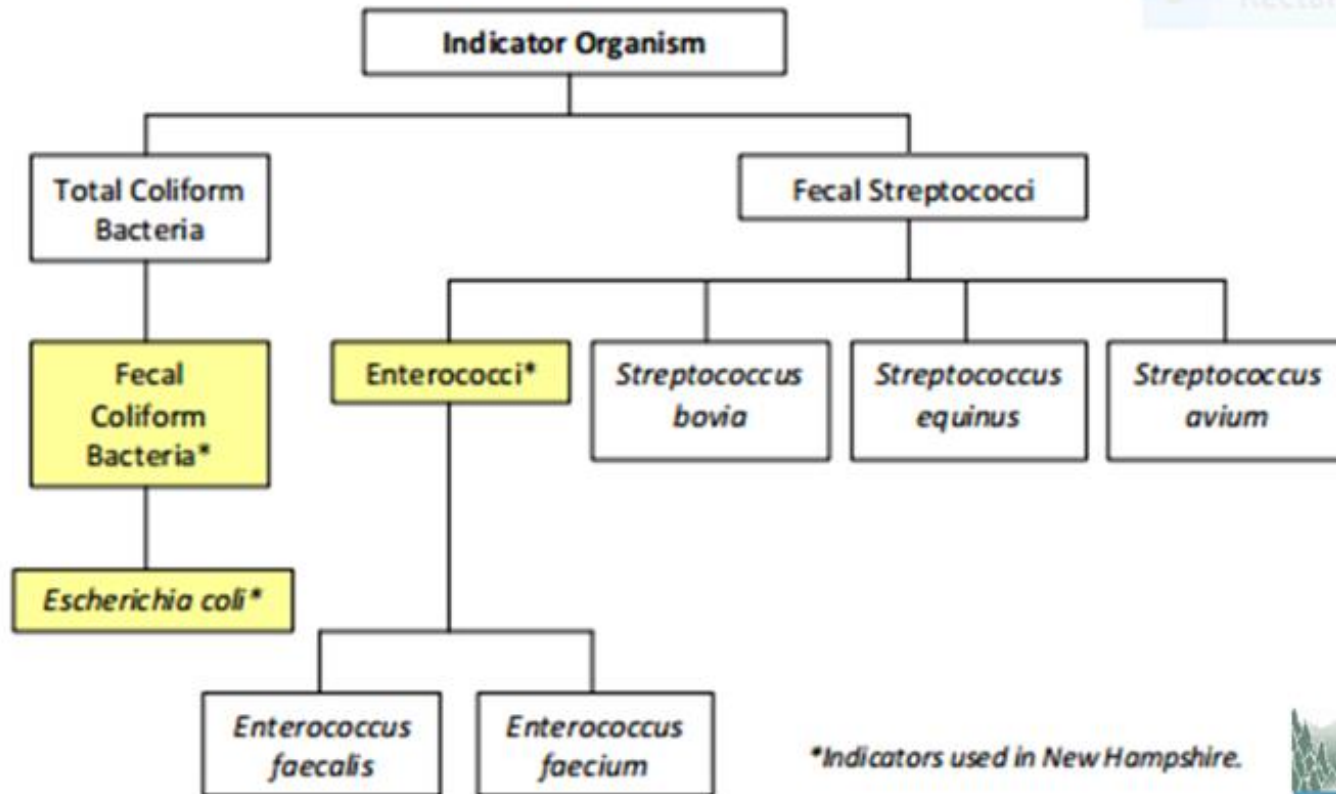 Indicator Organism
Total Coliform
Bacteria
Fecal Streptococci
Fecal
Coliform
Bacteria*
Enterococci*
Streptococcus
bovia
Streptococcus
equinus
Streptococcus
avium
Escherichia coli*
Enterococcus
faecalis
Enterococcus
faecium
*Indicators used in New Hampshire.